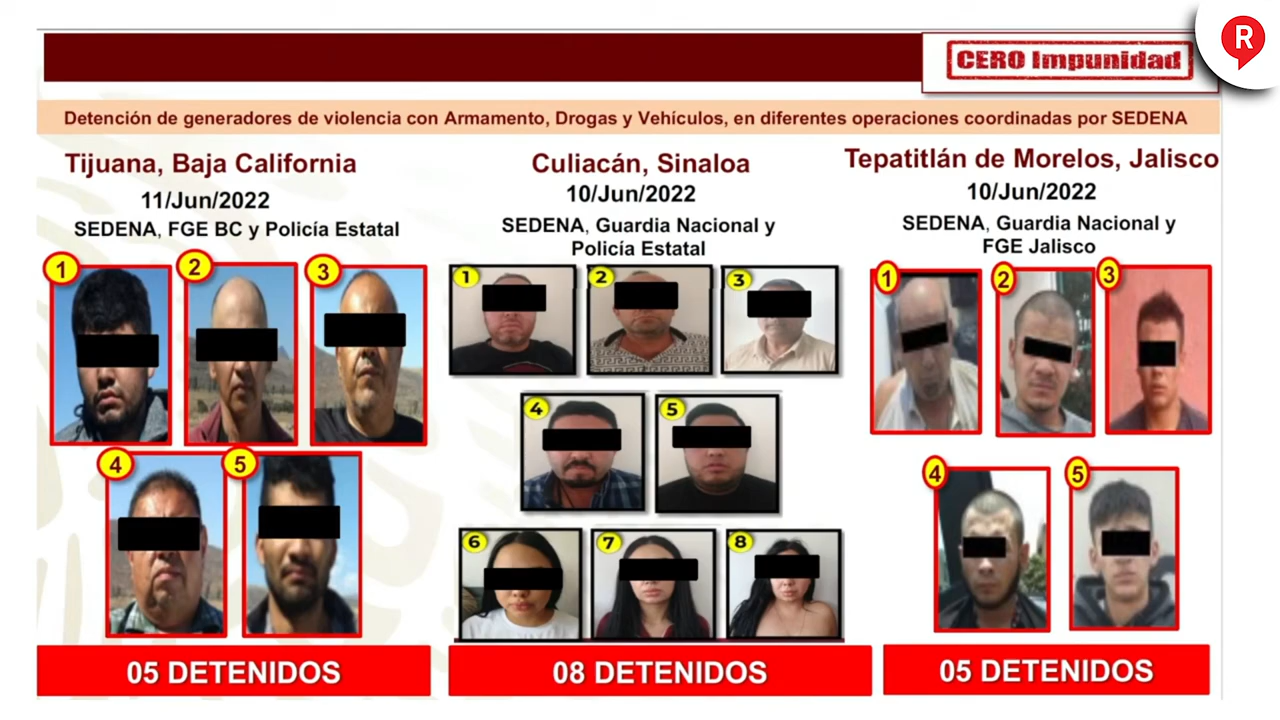 R
CERO Impunidad
Detención de generadores de violencia con Armamento, Drogas y Vehículos, en diferentes operaciones coordinadas por SEDENA
Tijuana, Baja California
11/Jun/2022
SEDENA, FGE BC y Policía Estatal
1
2
3
4
5
05 DETENIDOS
Culiacán, Sinaloa
10/Jun/2022
SEDENA, Guardia Nacional y
Policía Estatal
1
2
3
4
5
6
7
8
08 DETENIDOS
Tepatitlán de Morelos, Jalisco
10/Jun/2022
SEDENA, Guardia Nacional y
FGE Jalisco
1
2
3
4
5
05 DETENIDOS